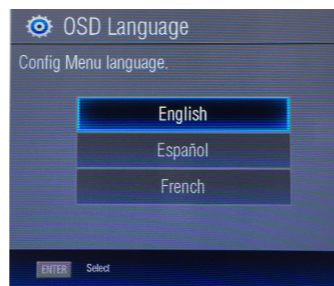 OSD Language
Config Menu language.
English
Español
French
ENTER Select